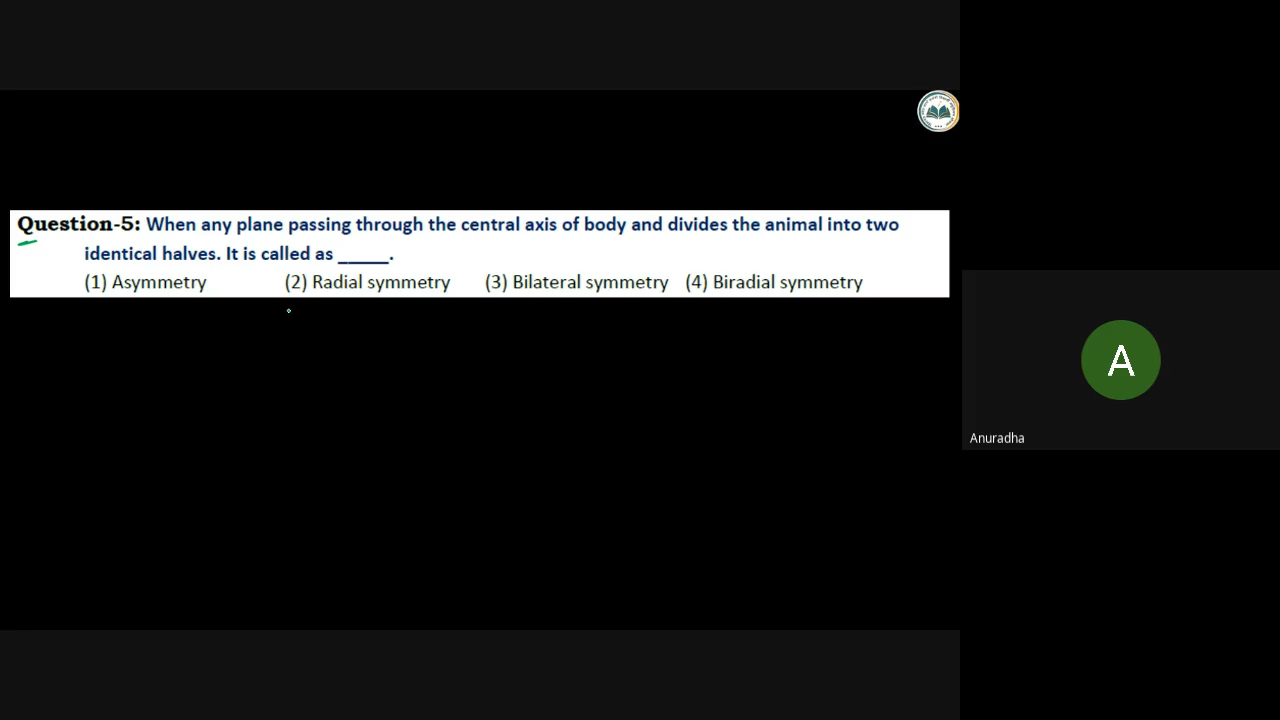 Question-5: When any plane passing through the central axis of body and divides the animal into two
identical halves. It is called as _____.
(1) Asymmetry (2) Radial symmetry (3) Bilateral symmetry (4) Biradial symmetry
A
Anuradha